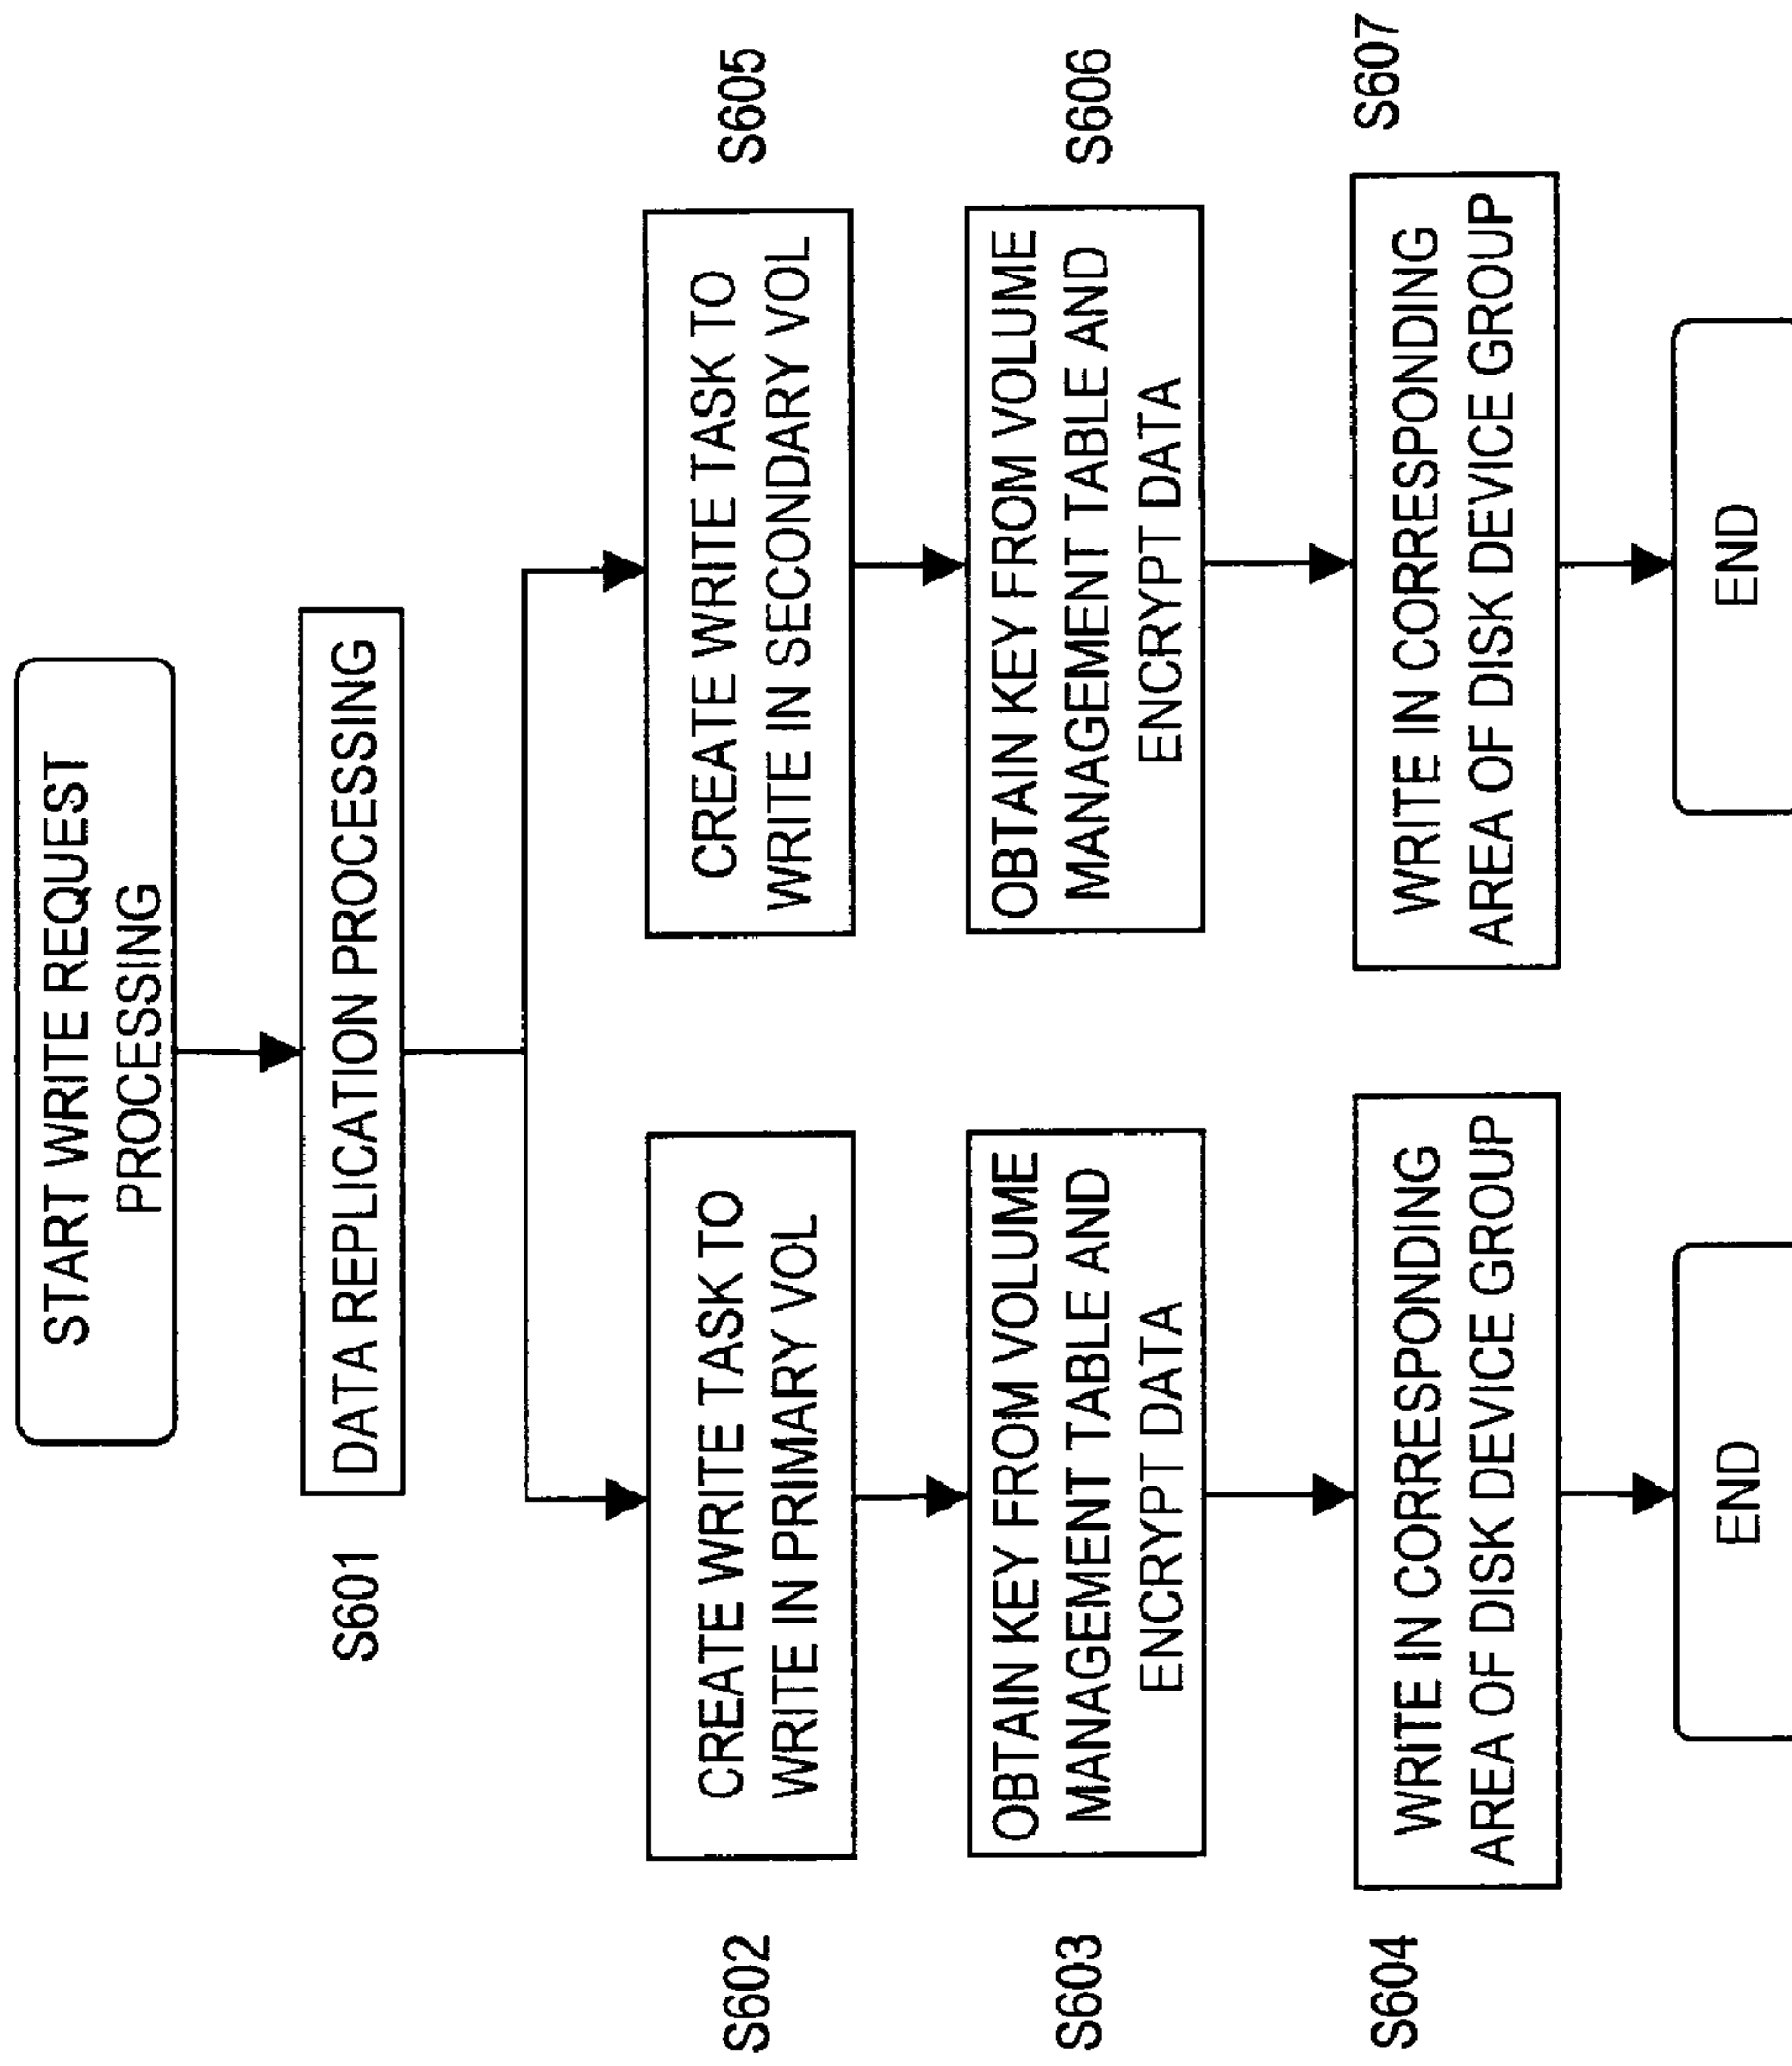 START WRITE REQUEST
PROCESSING
S601
DATA REPLICATION PROCESSING
S602
CREATE WRITE TASK TO
WRITE IN PRIMARY VOL
CREATE WRITE TASK TO
WRITE IN SECONDARY VOL
S605
S603
OBTAIN KEY FROM VOLUME
MANAGEMENT TABLE AND
ENCRYPT DATA
OBTAIN KEY FROM VOLUME
MANAGEMENT TABLE AND
ENCRYPT DATA
S606
S604
WRITE IN CORRESPONDING
AREA OF DISK DEVICE GROUP
WRITE IN CORRESPONDING
AREA OF DISK DEVICE GROUP
S607
END
END